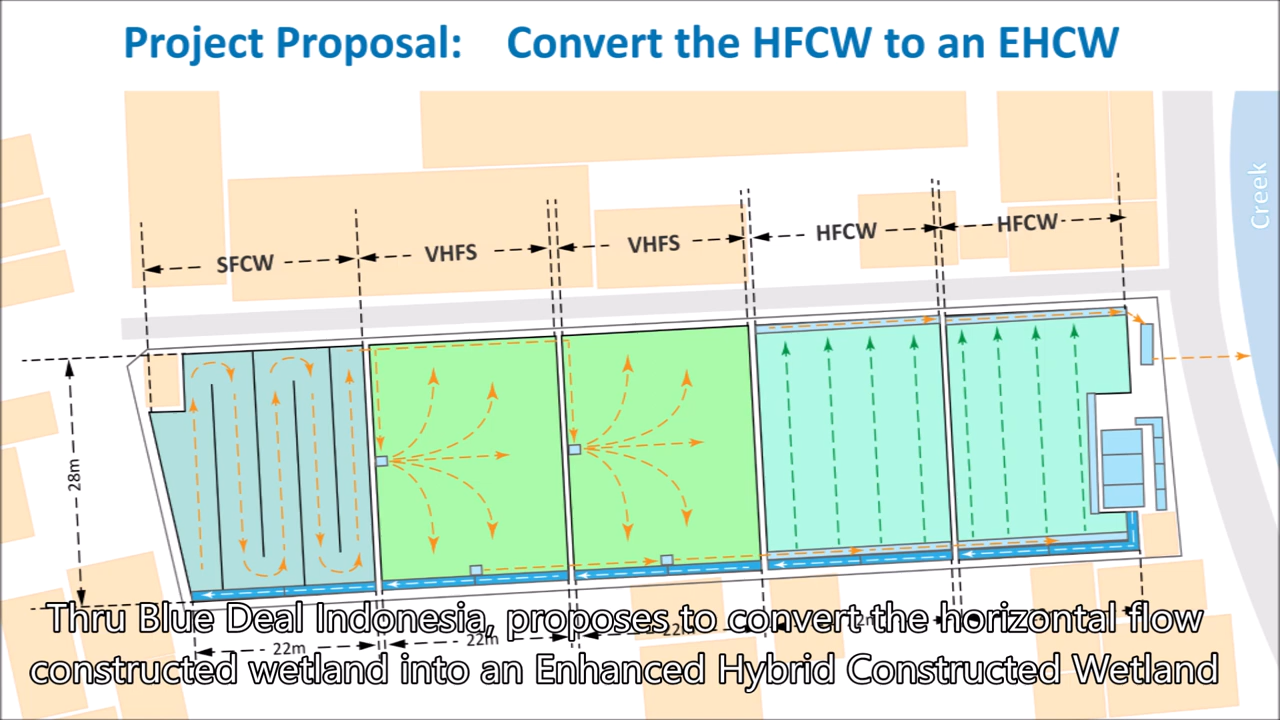 Project Proposal: Convert the HFCW to an EHCW
Creek
SFCW
VHFS
VHFS
HFCW
HFCW
28m
22m
22m
22m
Thru Blue Deal Indonesia, proposes to convert the horizontal flow
constructed wetland into an Enhanced Hybrid Constructed Wetland